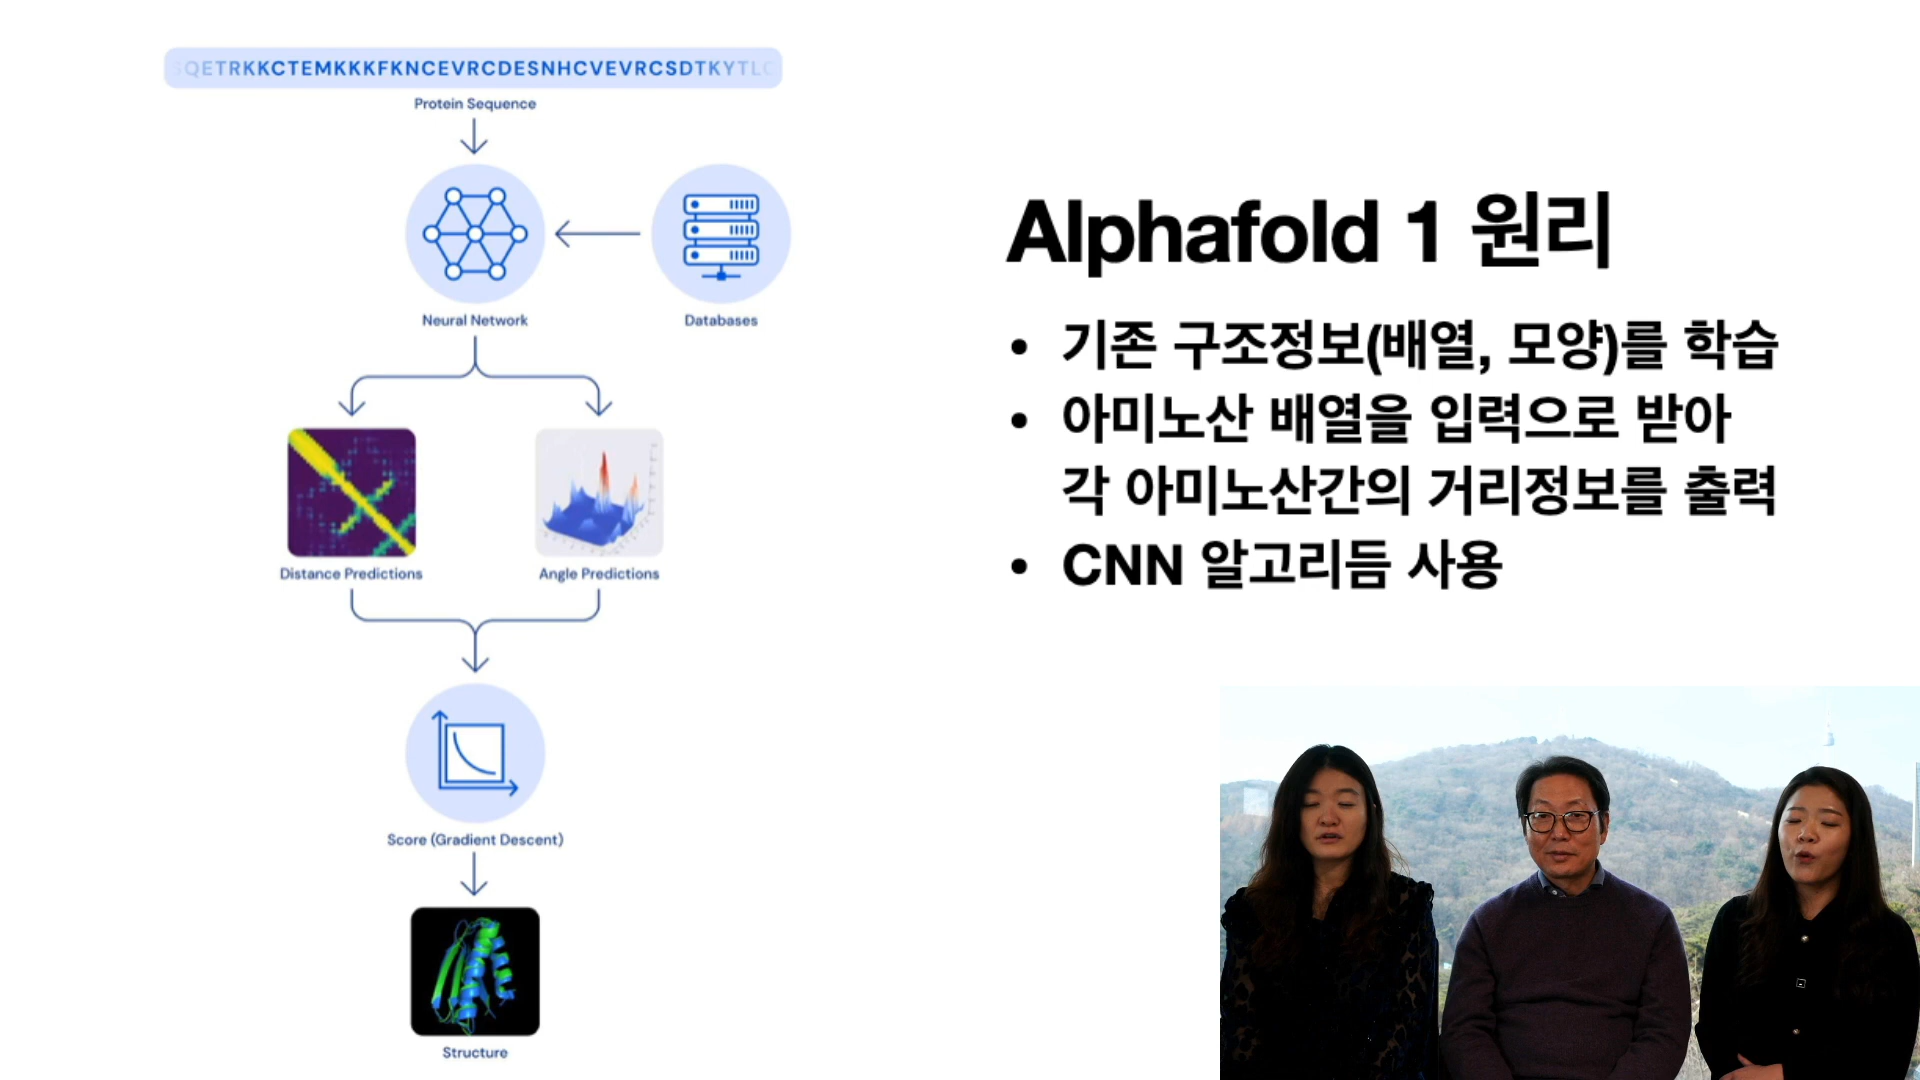 SQETRKKCTEMKKKFKNCEVRCDESNHCVEVRCSDTKYTLC
Protein Sequence
Neural Network
Databases
Distance Predictions
Angle Predictions
Score (Gradient Descent)
Structure
Alphafold 1 원리
• 기존 구조정보(배열, 모양)를 학습
• 아미노산 배열을 입력으로 받아
각 아미노산간의 거리정보를 출력
• CNN 알고리듬 사용